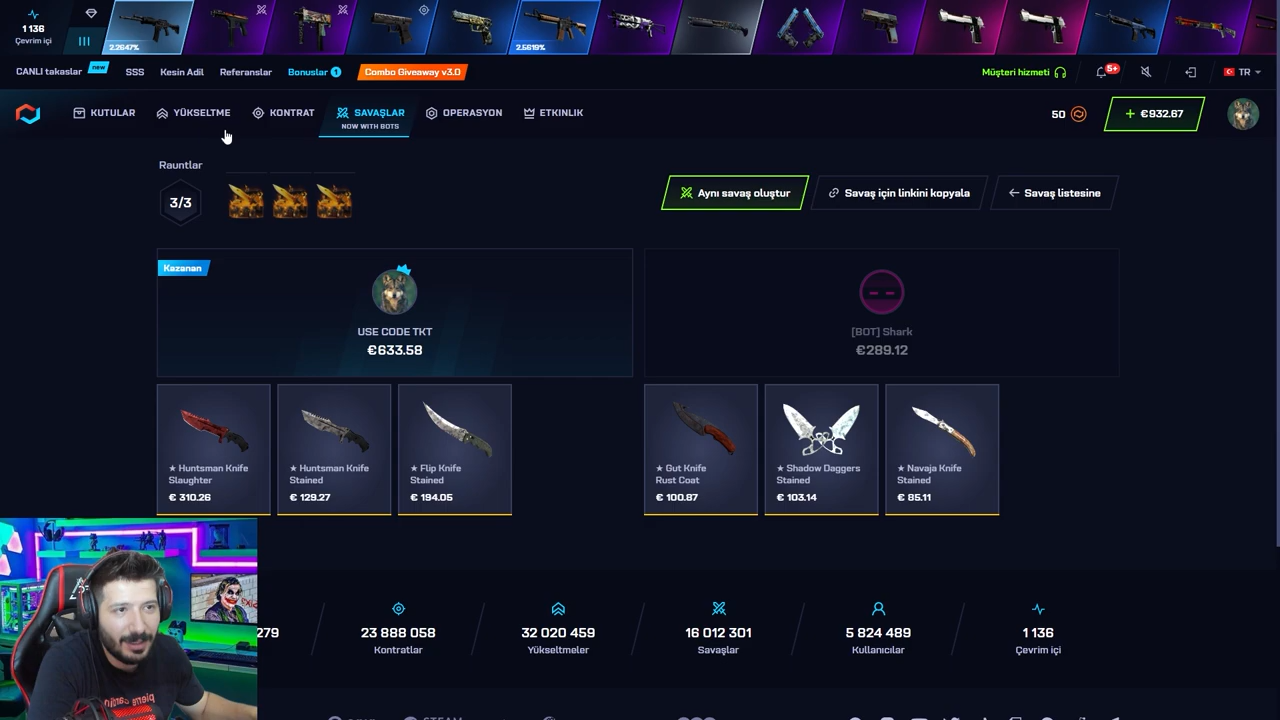 1 136
Çevrim içi
2.2647%
2.5619%
CANLI takaslar
new
SSS
Kesin Adil
Referanslar
Bonuslar 1
Combo Giveaway v3.0
Müşteri hizmeti
5+
TR
KUTULAR
YÜKSELTME
KONTRAT
SAVAŞLAR
NOW WITH BOTS
OPERASYON
ETKINLIK
50
+ €932.67
Rauntlar
3/3
Aynı savaş oluştur
Savaş için linkini kopyala
Savaş listesine
Kazanan
USE CODE TKT
€633.58
[BOT] Shark
€289.12
★ Huntsman Knife
Slaughter
€ 310.26
★ Huntsman Knife
Stained
€ 129.27
★ Flip Knife
Stained
€ 194.05
★ Gut Knife
Rust Coat
€ 100.87
★ Shadow Daggers
Stained
€ 103.14
★ Navaja Knife
Stained
€ 85.11
279
23 888 058
Kontratlar
32 020 459
Yükseltmeler
16 012 301
Savaşlar
5 824 489
Kullanıcılar
1 136
Çevrim içi
STEAM